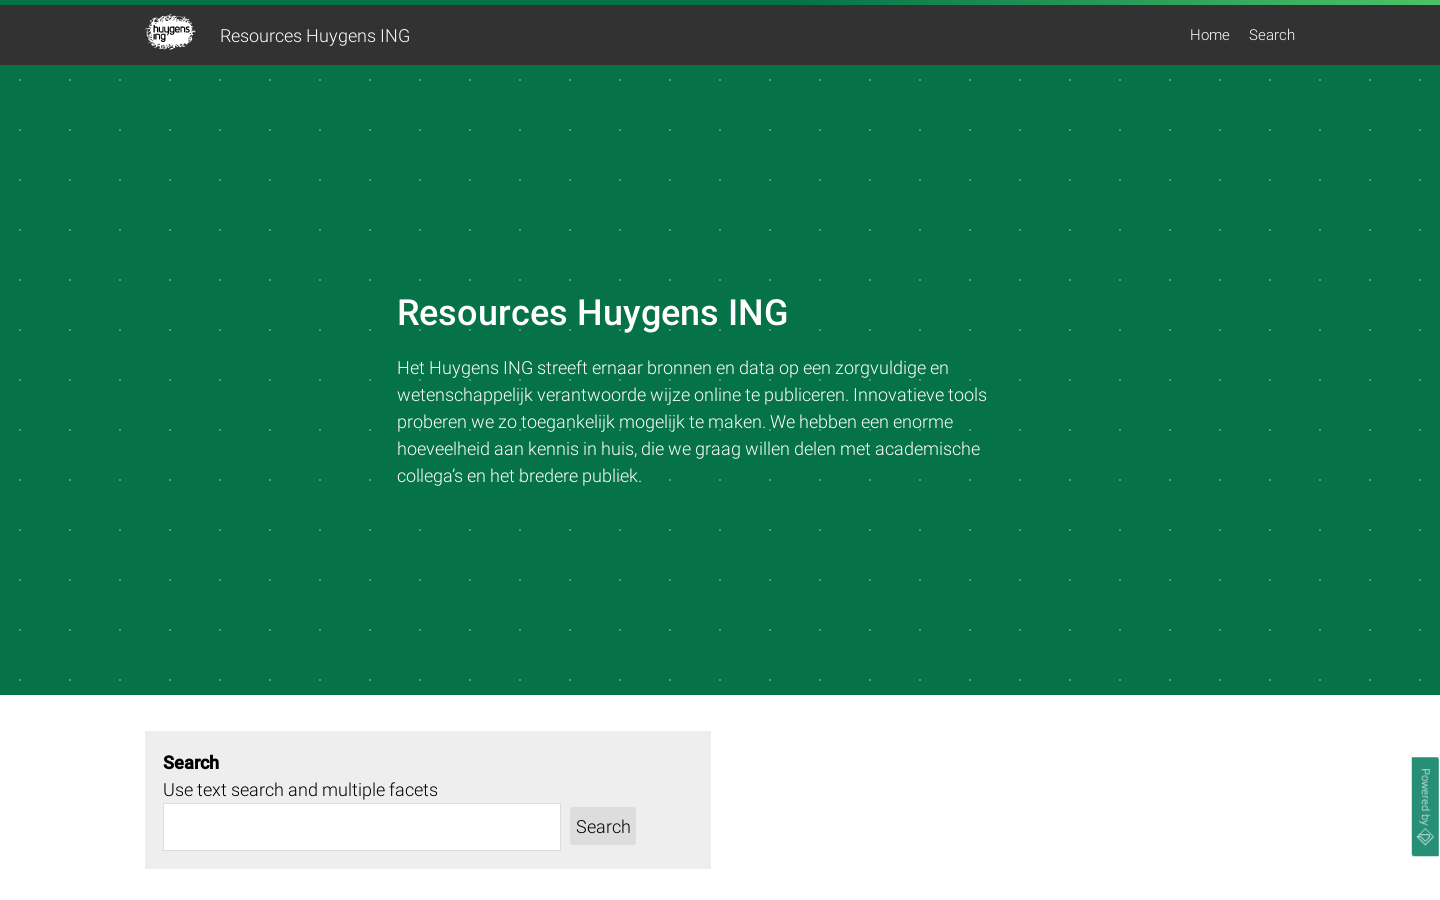 huygens
ing
Resources Huygens ING
Home
Search
Resources Huygens ING
Het Huygens ING streeft ernaar bronnen en data op een zorgvuldige en
wetenschappelijk verantwoorde wijze online te publiceren. Innovatieve tools
proberen we zo toegankelijk mogelijk te maken. We hebben een enorme
hoeveelheid aan kennis in huis, die we graag willen delen met academische
collega’s en het bredere publiek.
Search
Use text search and multiple facets
Search
Powered by